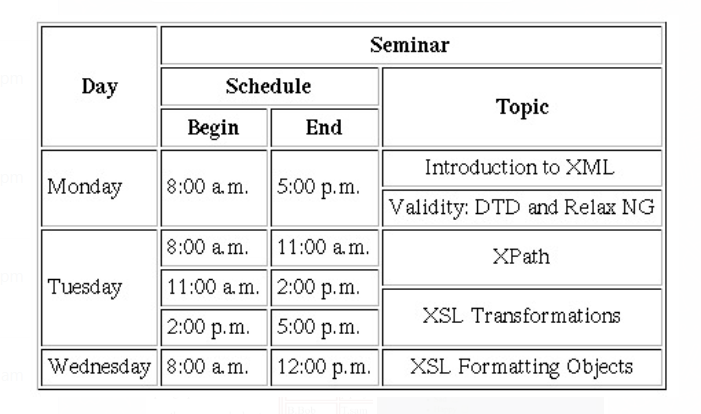 Day
Seminar
Schedule
Topic
Begin
End
Monday
8:00 a.m.
5:00 p.m.
Introduction to XML
Validity: DTD and Relax NG
Tuesday
8:00 a.m.
11:00 a.m.
XPath
11:00 a.m.
2:00 p.m.
XSL Transformations
2:00 p.m.
5:00 p.m.
Wednesday
8:00 a.m.
12:00 p.m.
XSL Formatting Objects